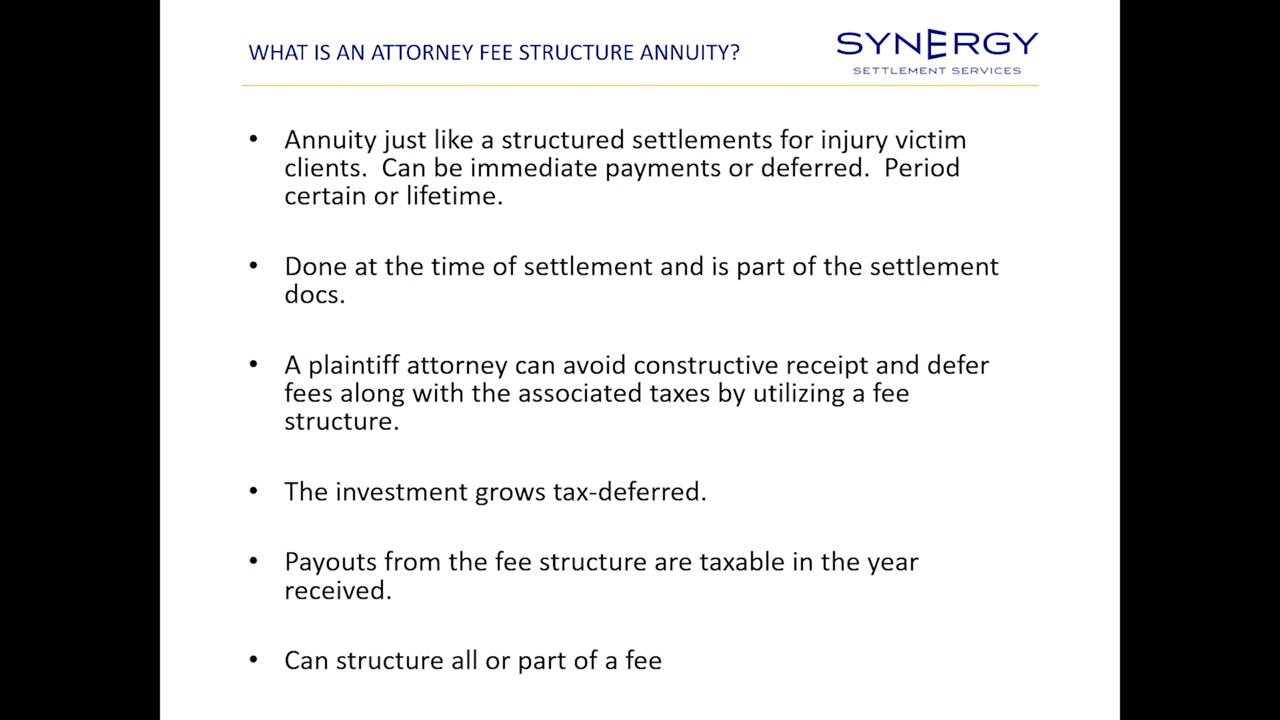 WHAT IS AN ATTORNEY FEE STRUCTURE ANNUITY?
SYNERGY
SETTLEMENT SERVICES
• Annuity just like a structured settlements for injury victim
clients.  Can be immediate payments or deferred.  Period
certain or lifetime.
• Done at the time of settlement and is part of the settlement
docs.
• A plaintiff attorney can avoid constructive receipt and defer
fees along with the associated taxes by utilizing a fee
structure.
• The investment grows tax-deferred.
• Payouts from the fee structure are taxable in the year
received.
• Can structure all or part of a fee